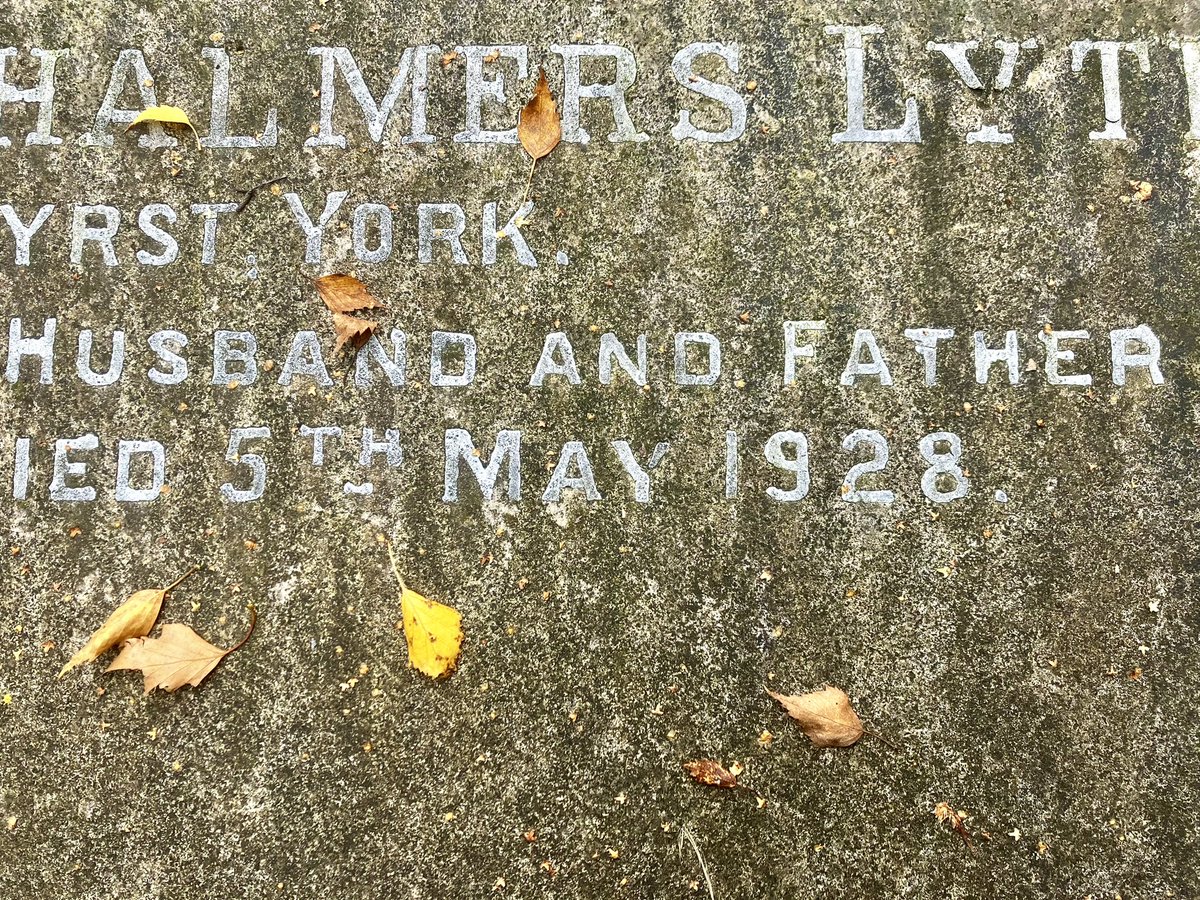 HALMERS LYT
YRST, YORK.
HUSBAND AND FATHER
IED 5TH MAY 1928.